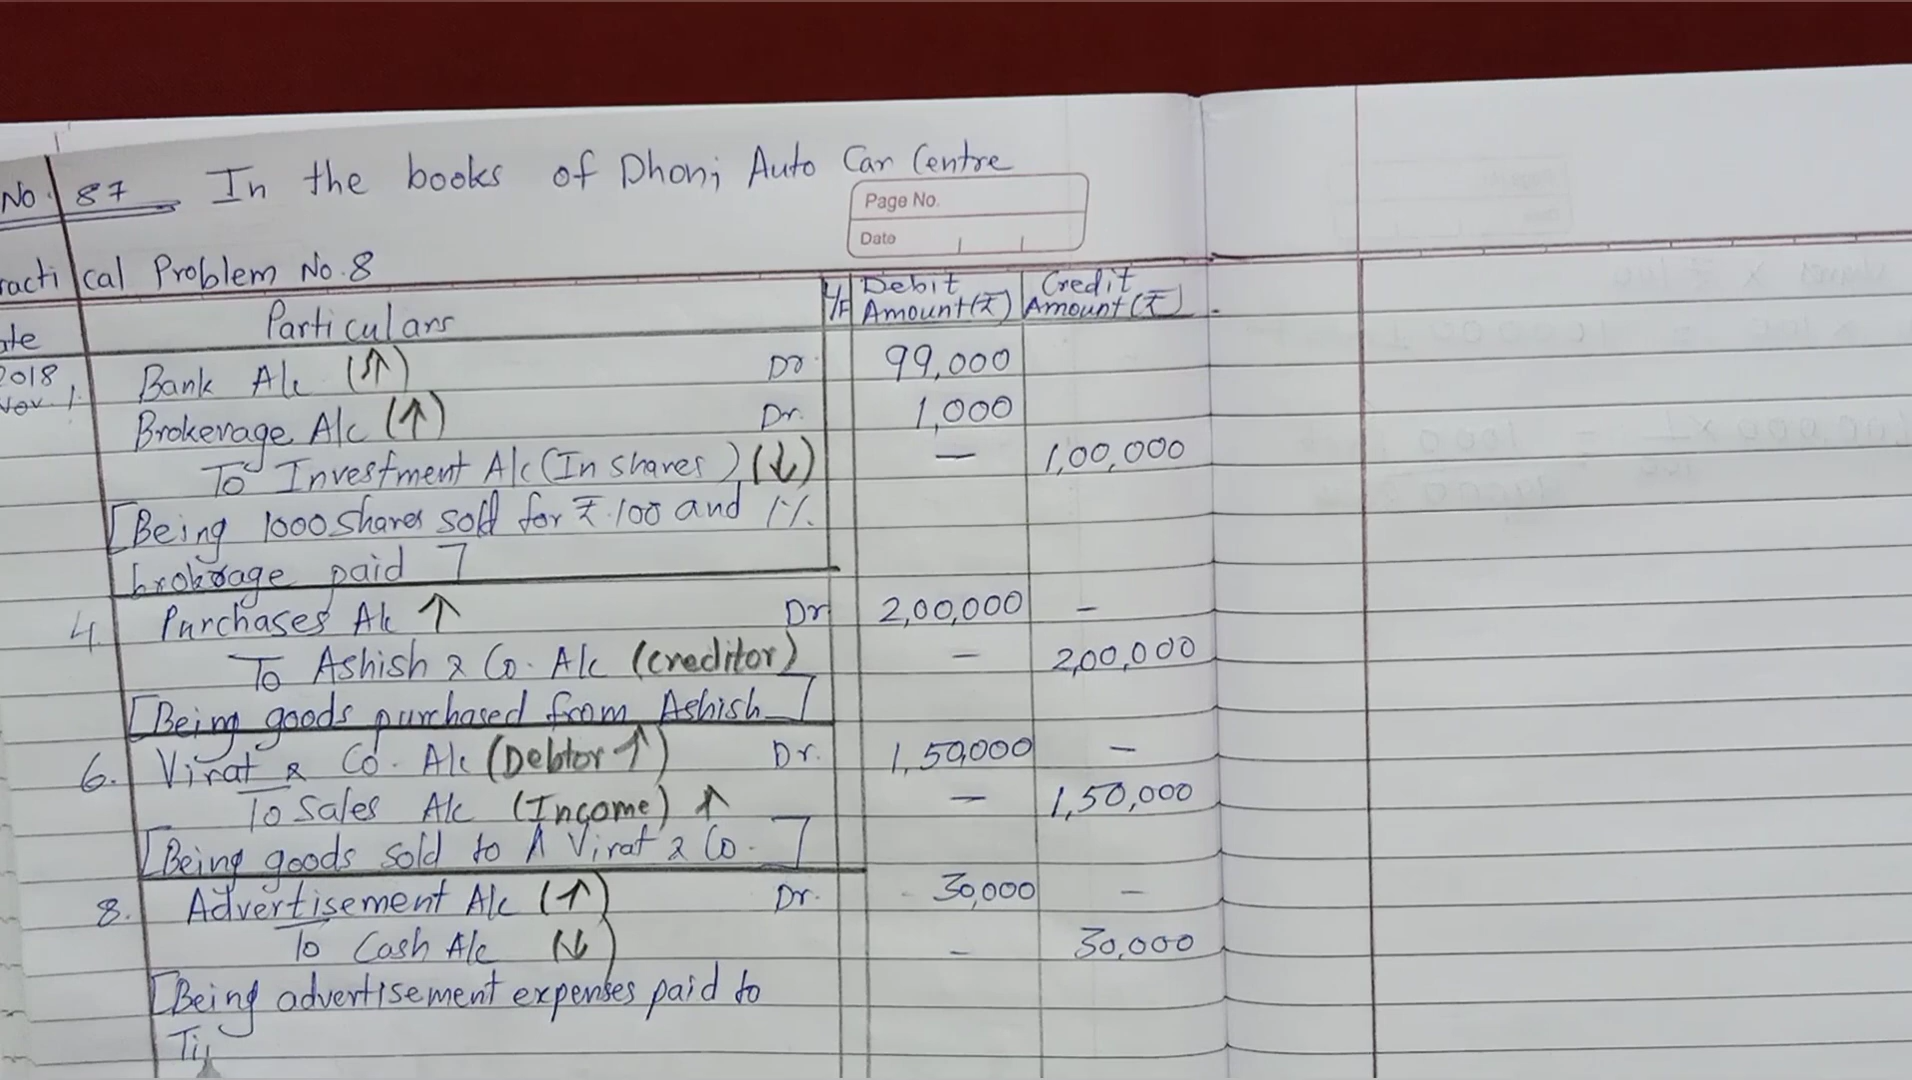 No. 87 In the books of Dhoni Auto Car Centre
Page No.
Date
acti cal Problem No. 8
ate Particulars L/F Debit Amount (₹) Credit Amount (₹)
2018, Bank A/c (↑) Dr 99,000
Nov. 1. Brokerage A/c (↑) Dr. 1,000
To Investment A/c (In shares) (↓) — 1,00,000
[Being 1000 shares sold for ₹.100 and 1%.
brokerage paid ]
4. Purchases A/c ↑ Dr 2,00,000 –
To Ashish & Co. A/c (creditor) – 2,00,000
[Being goods purchased from Ashish ]
6. Virat & Co. A/c (Debtor ↑) Dr. 1,50,000 –
To Sales A/c (Income) ↑ — 1,50,000
[Being goods sold to A Virat & Co. ]
8. Advertisement A/c (↑) Dr. 30,000 –
To Cash A/c (↓) – 30,000
[Being advertisement expenses paid to
Ti